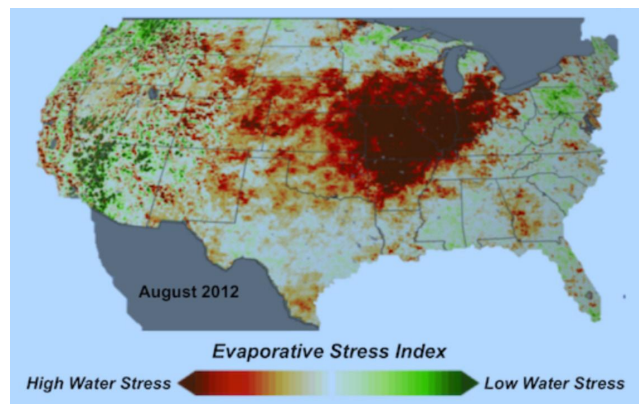 August 2012
Evaporative Stress Index
High Water Stress
Low Water Stress